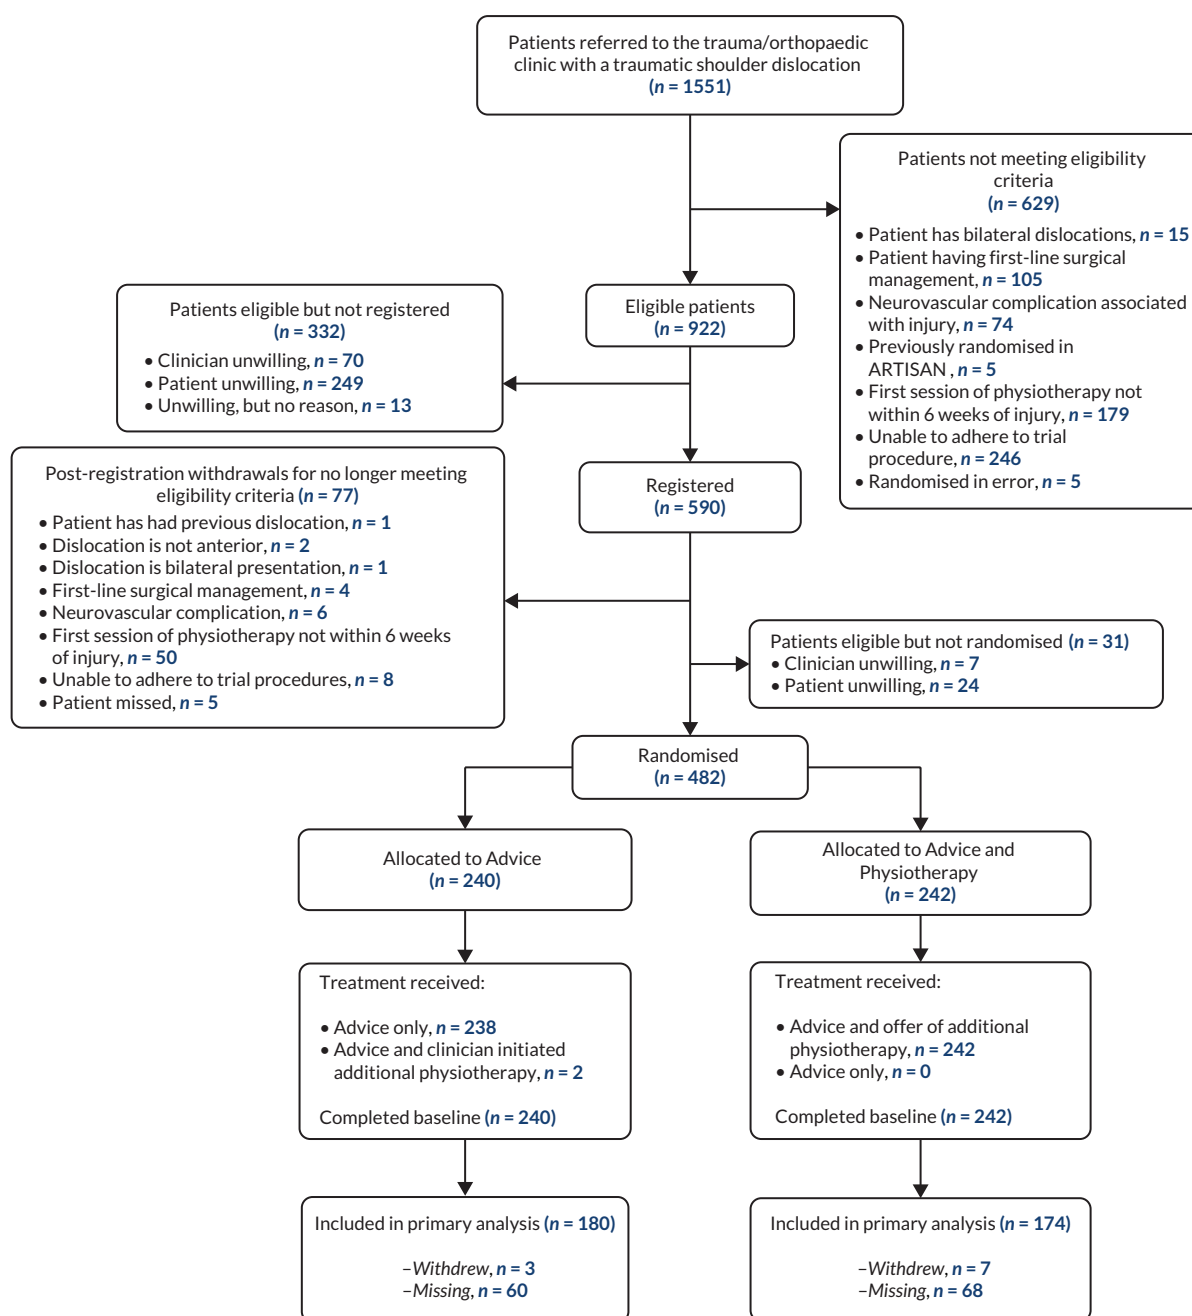 Patients referred to the trauma/orthopaedic
clinic with a traumatic shoulder dislocation
(n = 1551)
Patients not meeting eligibility
criteria
(n = 629)
• Patient has bilateral dislocations, n = 15
• Patient having first-line surgical
management, n = 105
• Neurovascular complication associated
with injury, n = 74
• Previously randomised in
ARTISAN , n = 5
• First session of physiotherapy not
within 6 weeks of injury, n = 179
• Unable to adhere to trial
procedure, n = 246
• Randomised in error, n = 5
Eligible patients
(n = 922)
Patients eligible but not registered
(n = 332)
• Clinician unwilling, n = 70
• Patient unwilling, n = 249
• Unwilling, but no reason, n = 13
Registered
(n = 590)
Post-registration withdrawals for no longer meeting
eligibility criteria (n = 77)
• Patient has had previous dislocation, n = 1
• Dislocation is not anterior, n = 2
• Dislocation is bilateral presentation, n = 1
• First-line surgical management, n = 4
• Neurovascular complication, n = 6
• First session of physiotherapy not within 6 weeks
of injury, n = 50
• Unable to adhere to trial procedures, n = 8
• Patient missed, n = 5
Patients eligible but not randomised (n = 31)
• Clinician unwilling, n = 7
• Patient unwilling, n = 24
Randomised
(n = 482)
Allocated to Advice
(n = 240)
Allocated to Advice and
Physiotherapy
(n = 242)
Treatment received:
• Advice only, n = 238
• Advice and clinician initiated
additional physiotherapy, n = 2
Completed baseline (n = 240)
Treatment received:
• Advice and offer of additional
physiotherapy, n = 242
• Advice only, n = 0
Completed baseline (n = 242)
Included in primary analysis (n = 180)
–Withdrew, n = 3
–Missing, n = 60
Included in primary analysis (n = 174)
–Withdrew, n = 7
–Missing, n = 68